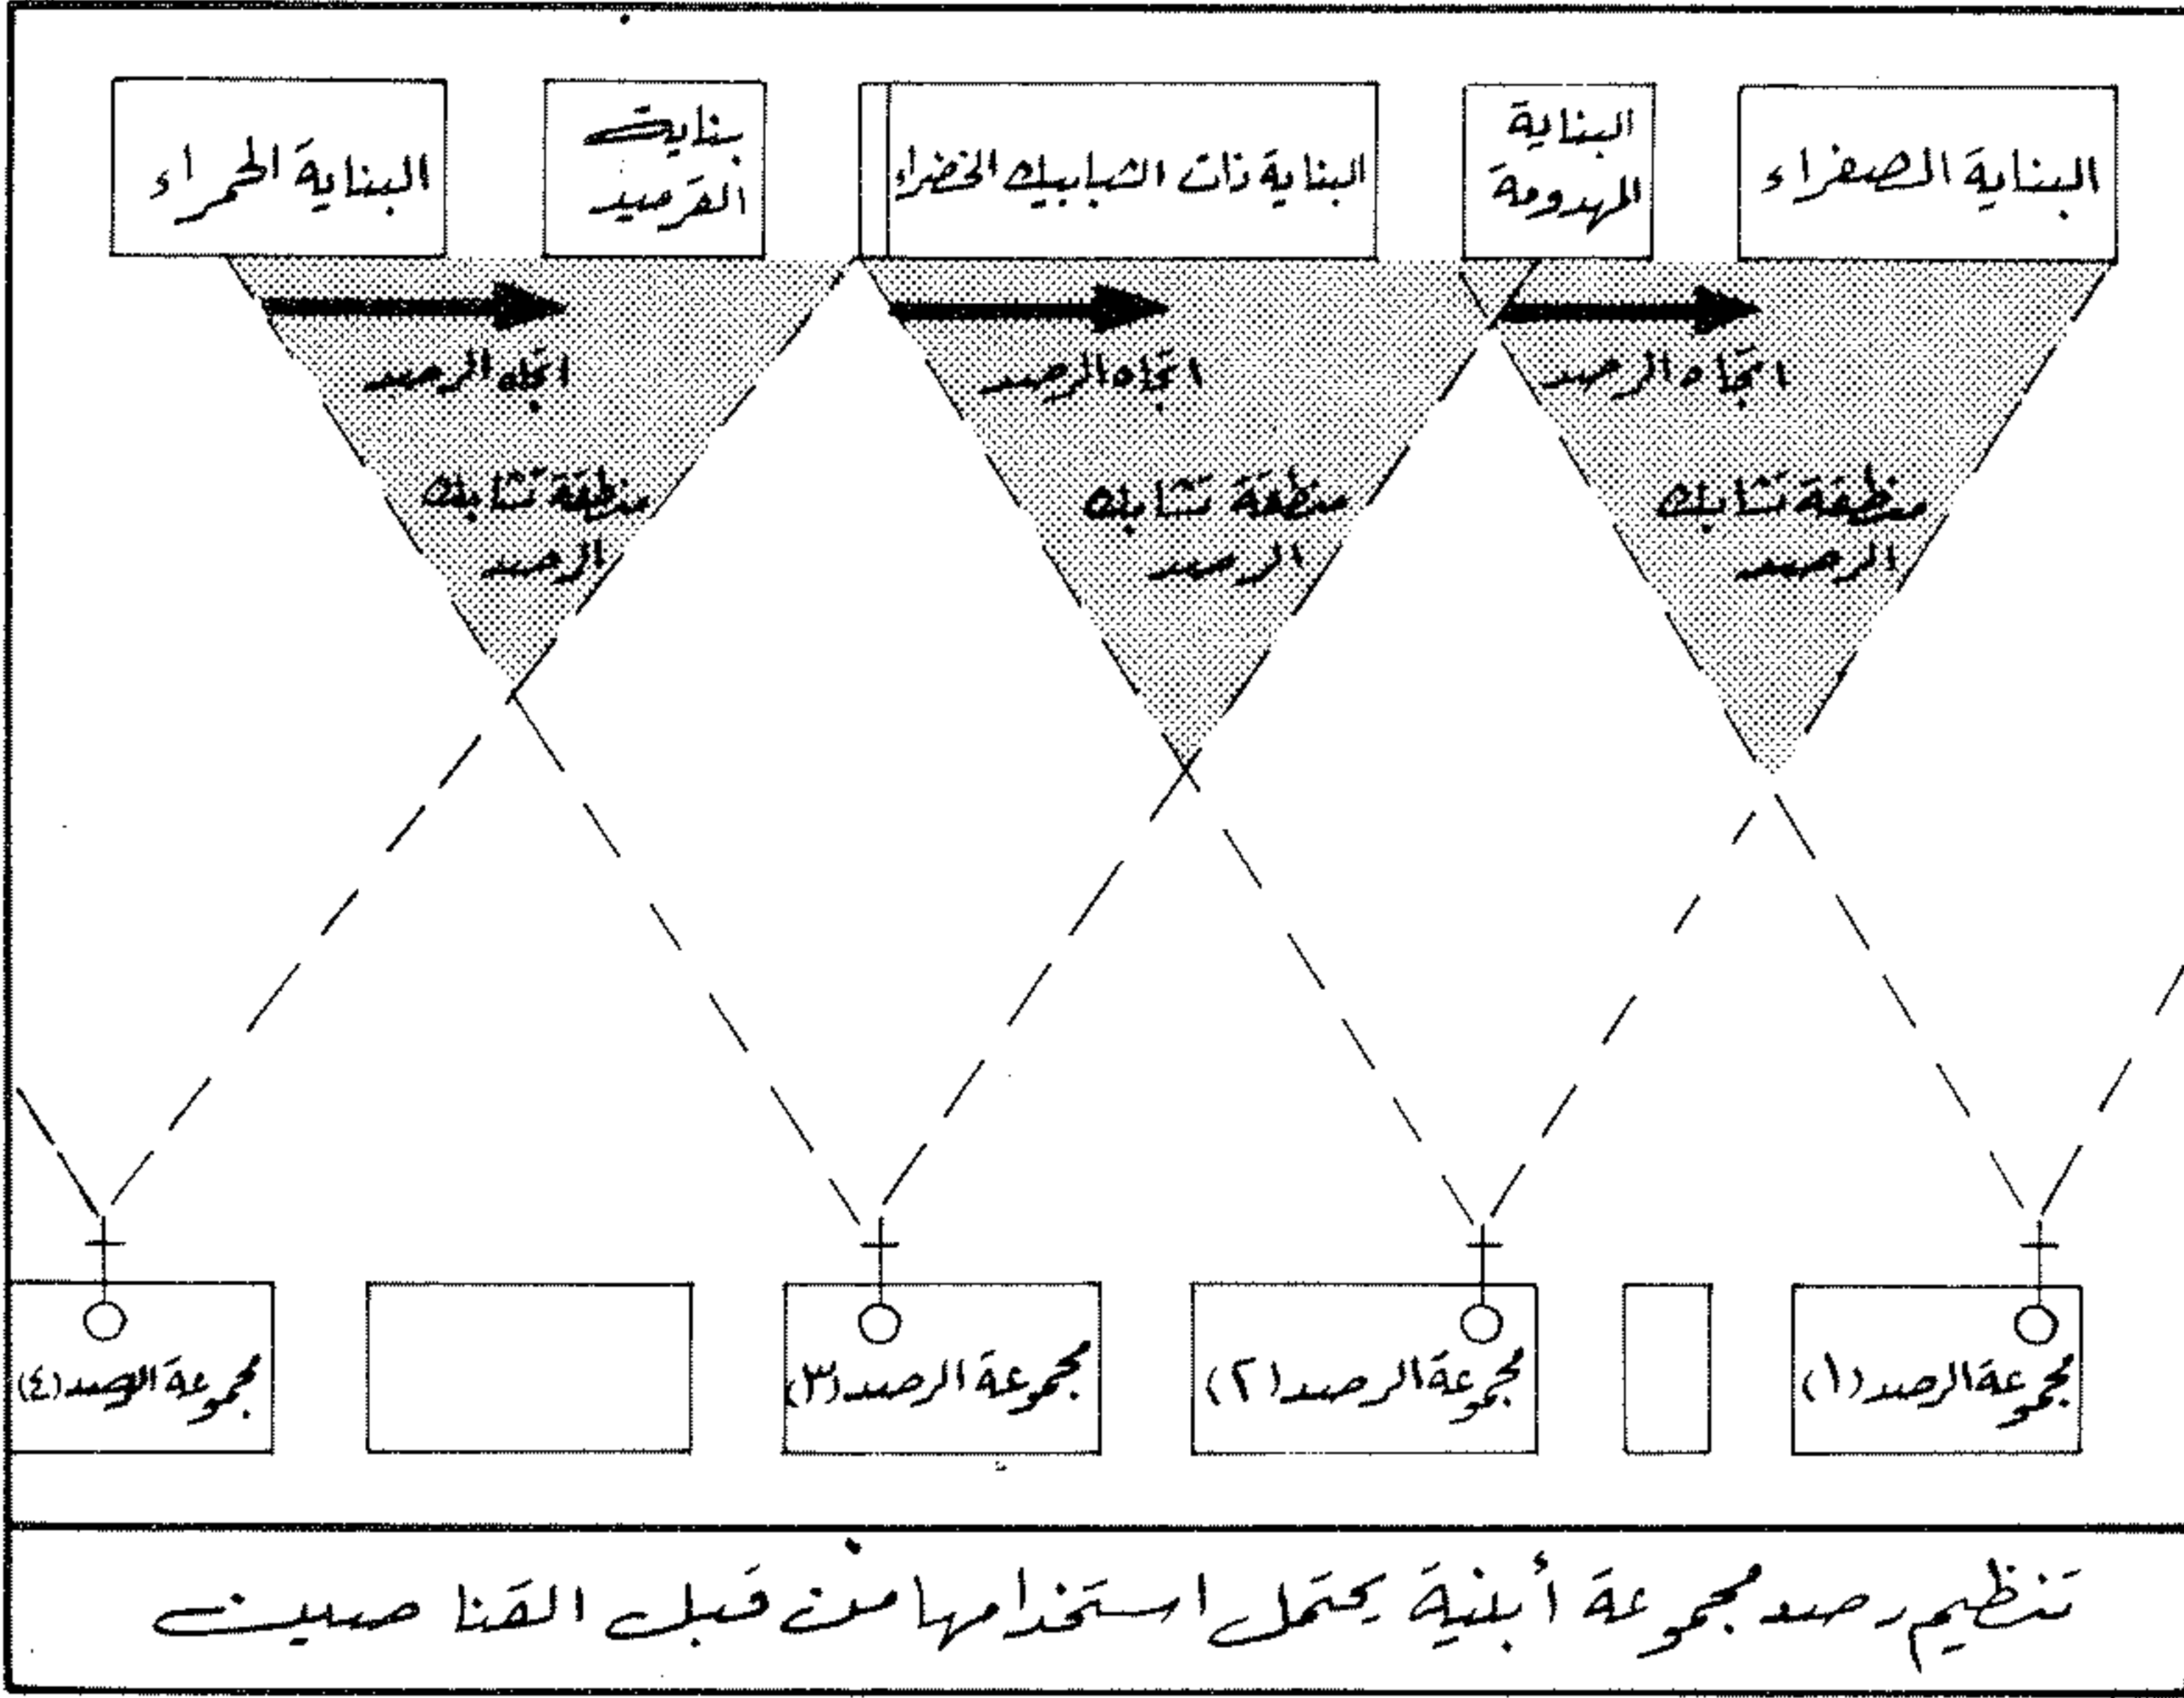 البناية الصفراء
البناية
المهدومة
البناية ذات الشبابيك الخضراء
بناية
القرميد
البناية الحمراء
اتجاه الرصد
اتجاه الرصد
اتجاه الرصد
منطقة تشابك
الرصد
منطقة تشابك
الرصد
منطقة تشابك
الرصد
مجموعة الرصد (١)
مجموعة الرصد (٢)
مجموعة الرصد (٣)
مجموعة الرصد (٤)
تنظيم رصد مجموعة أبنية يحتمل استخدامها من قبل القناصين